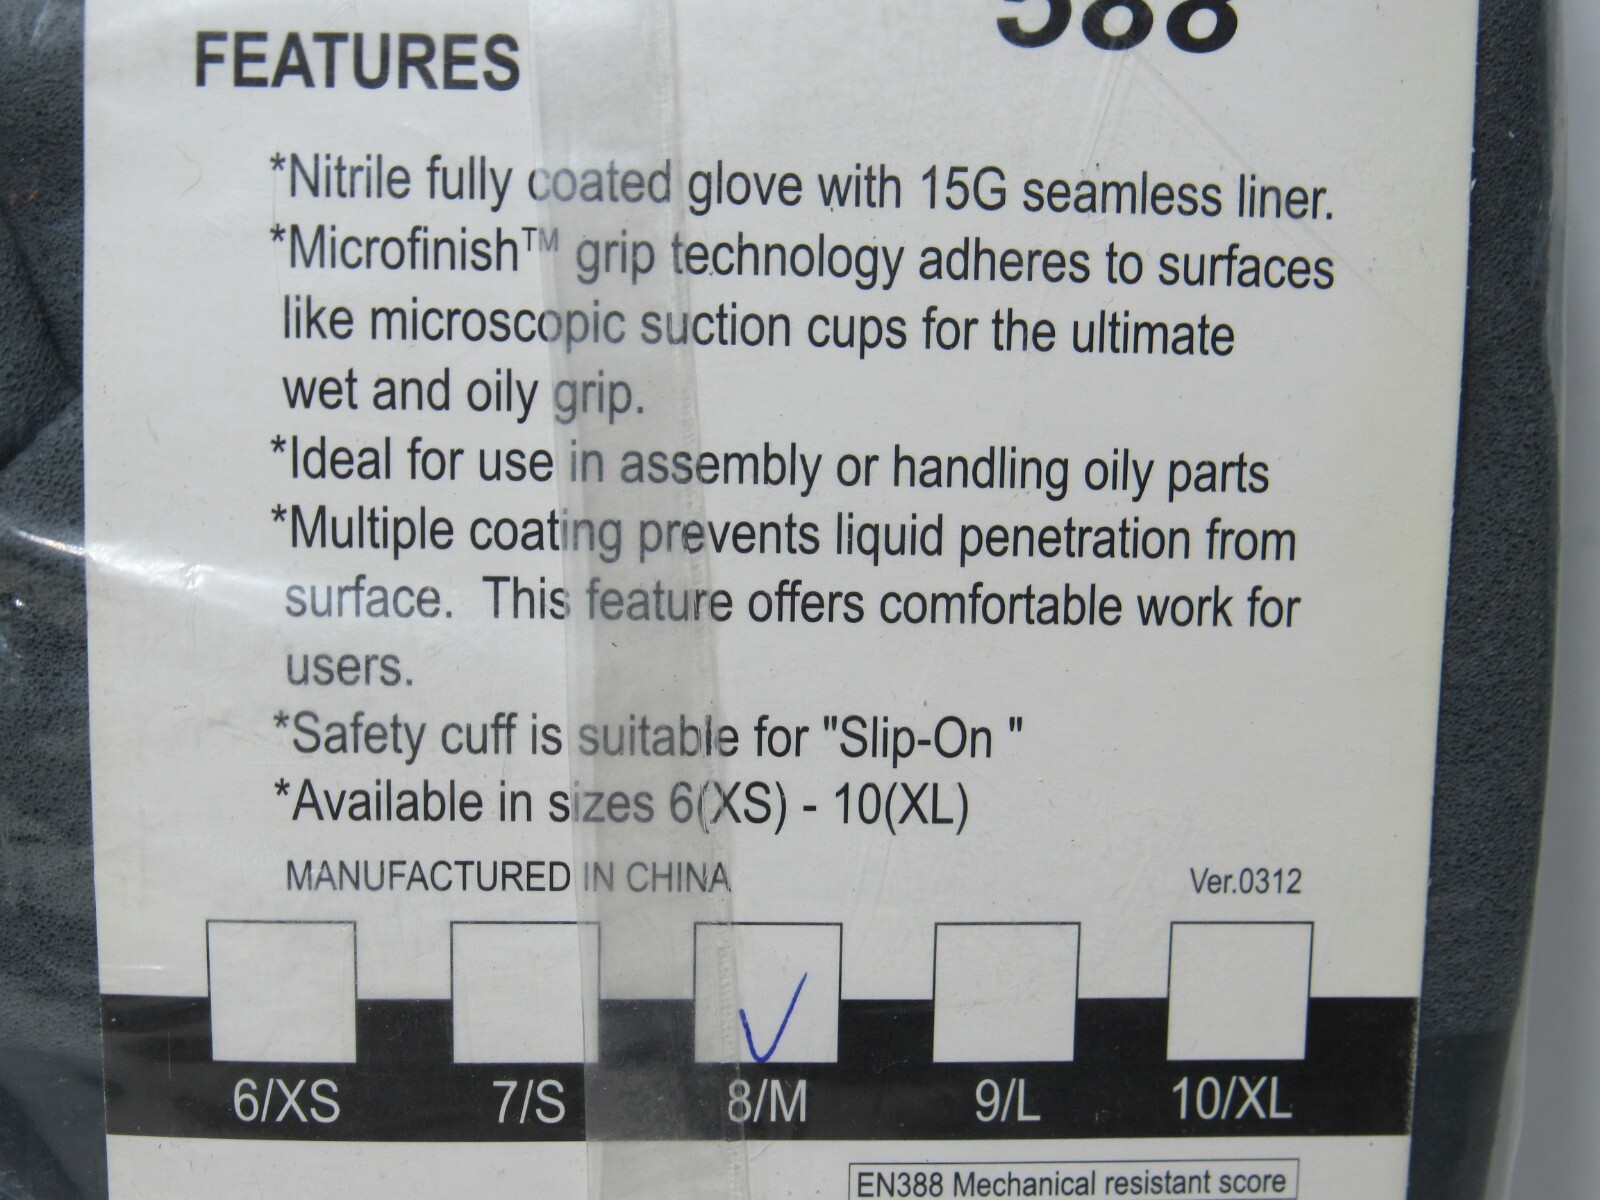 588
FEATURES
*Nitrile fully coated glove with 15G seamless liner.
*Microfinish™ grip technology adheres to surfaces
like microscopic suction cups for the ultimate
wet and oily grip.
*Ideal for use in assembly or handling oily parts
*Multiple coating prevents liquid penetration from
surface.  This feature offers comfortable work for
users.
*Safety cuff is suitable for "Slip-On "
*Available in sizes 6(XS) - 10(XL)
MANUFACTURED IN CHINA Ver.0312
6/XS 7/S 8/M 9/L 10/XL
EN388 Mechanical resistant score